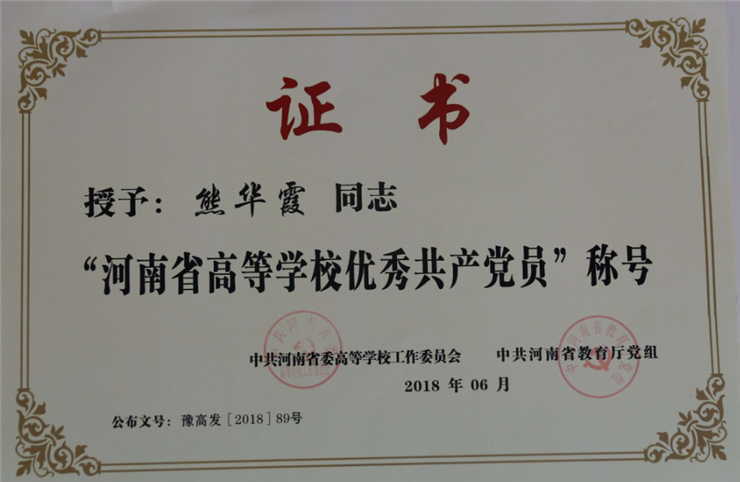 证书
授予：熊华霞 同志
“河南省高等学校优秀共产党员”称号
中共河南省委高等学校工作委员会 中共河南省教育厅党组
2018 年 06 月
公布文号：豫高发［2018］89号